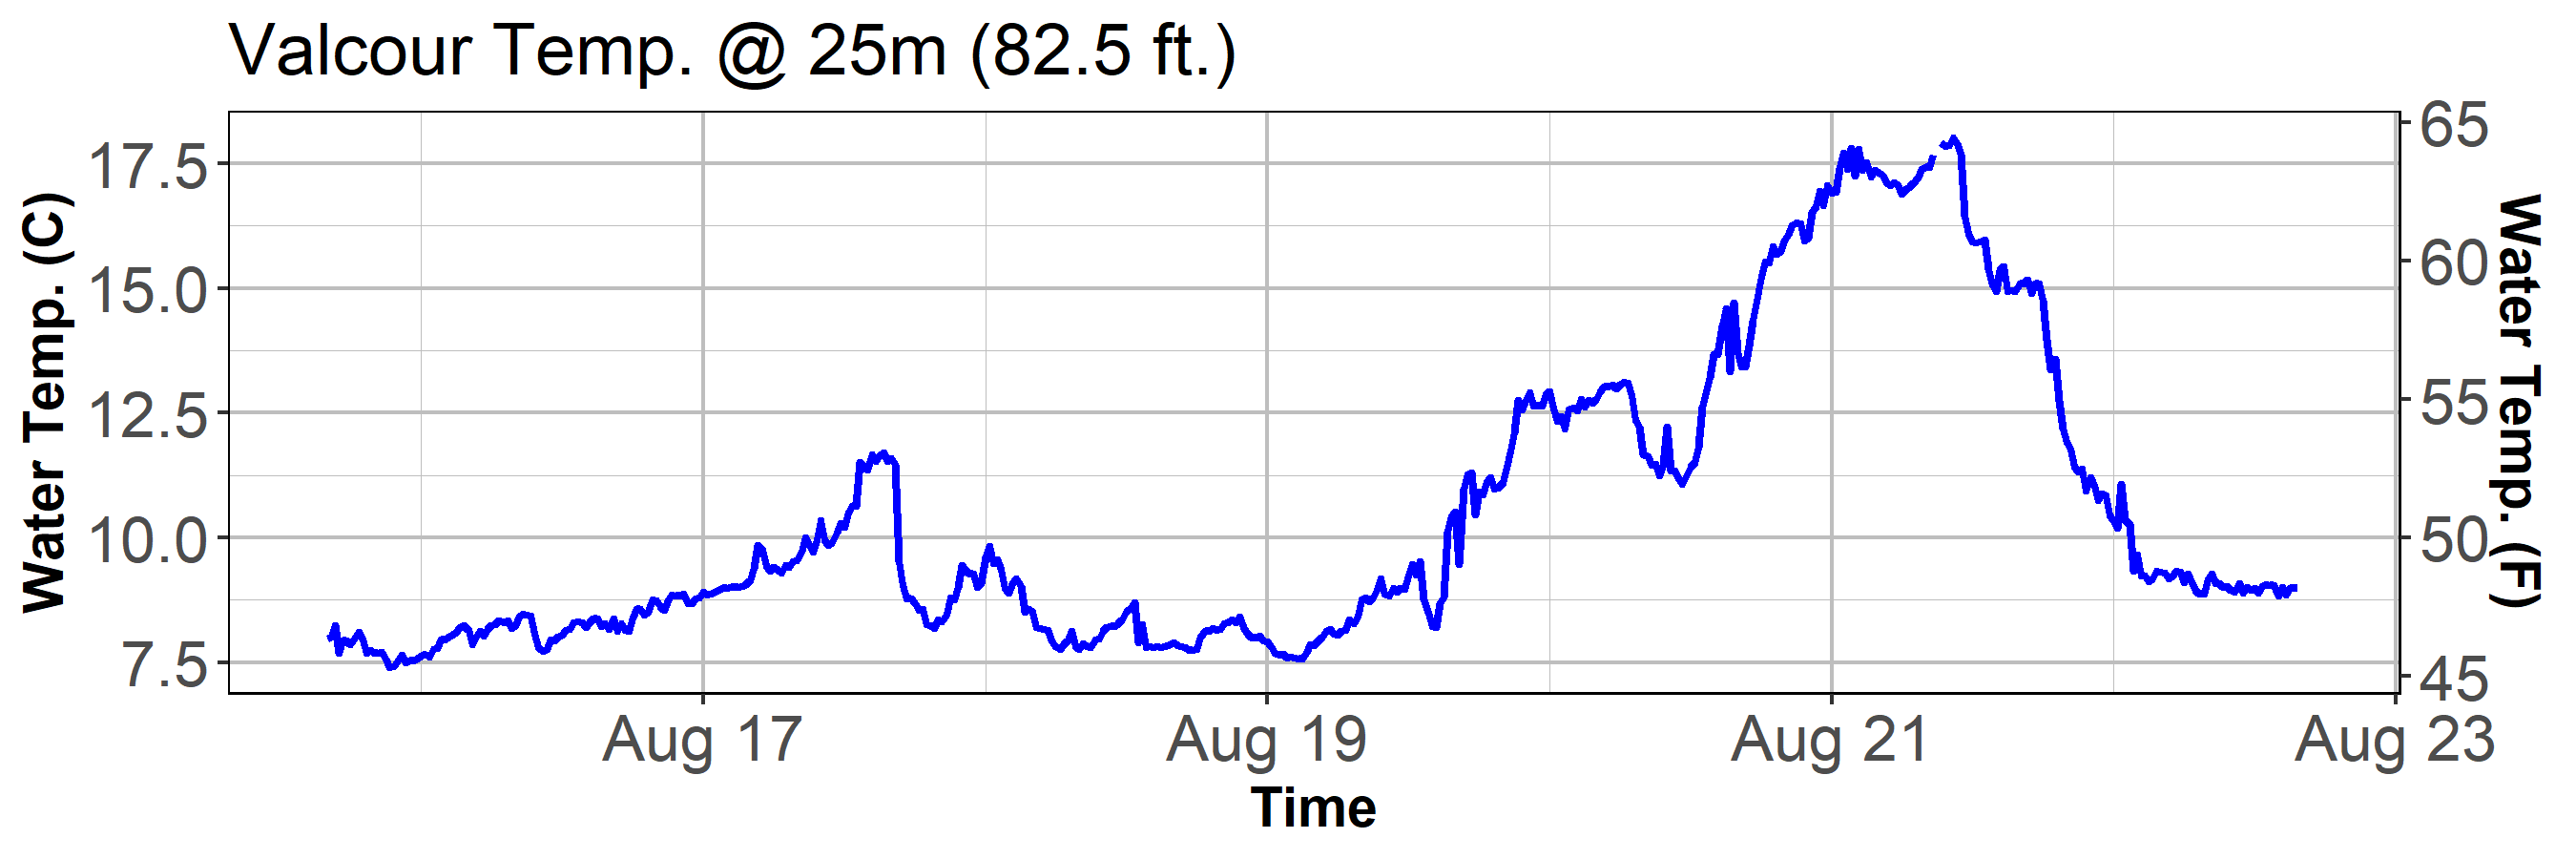 Valcour Temp. @ 25m (82.5 ft.)
Water Temp. (C)
17.5
15.0
12.5
10.0
7.5
65
60
55
50
45
Water Temp. (F)
Aug 17 Aug 19 Aug 21 Aug 23
Time